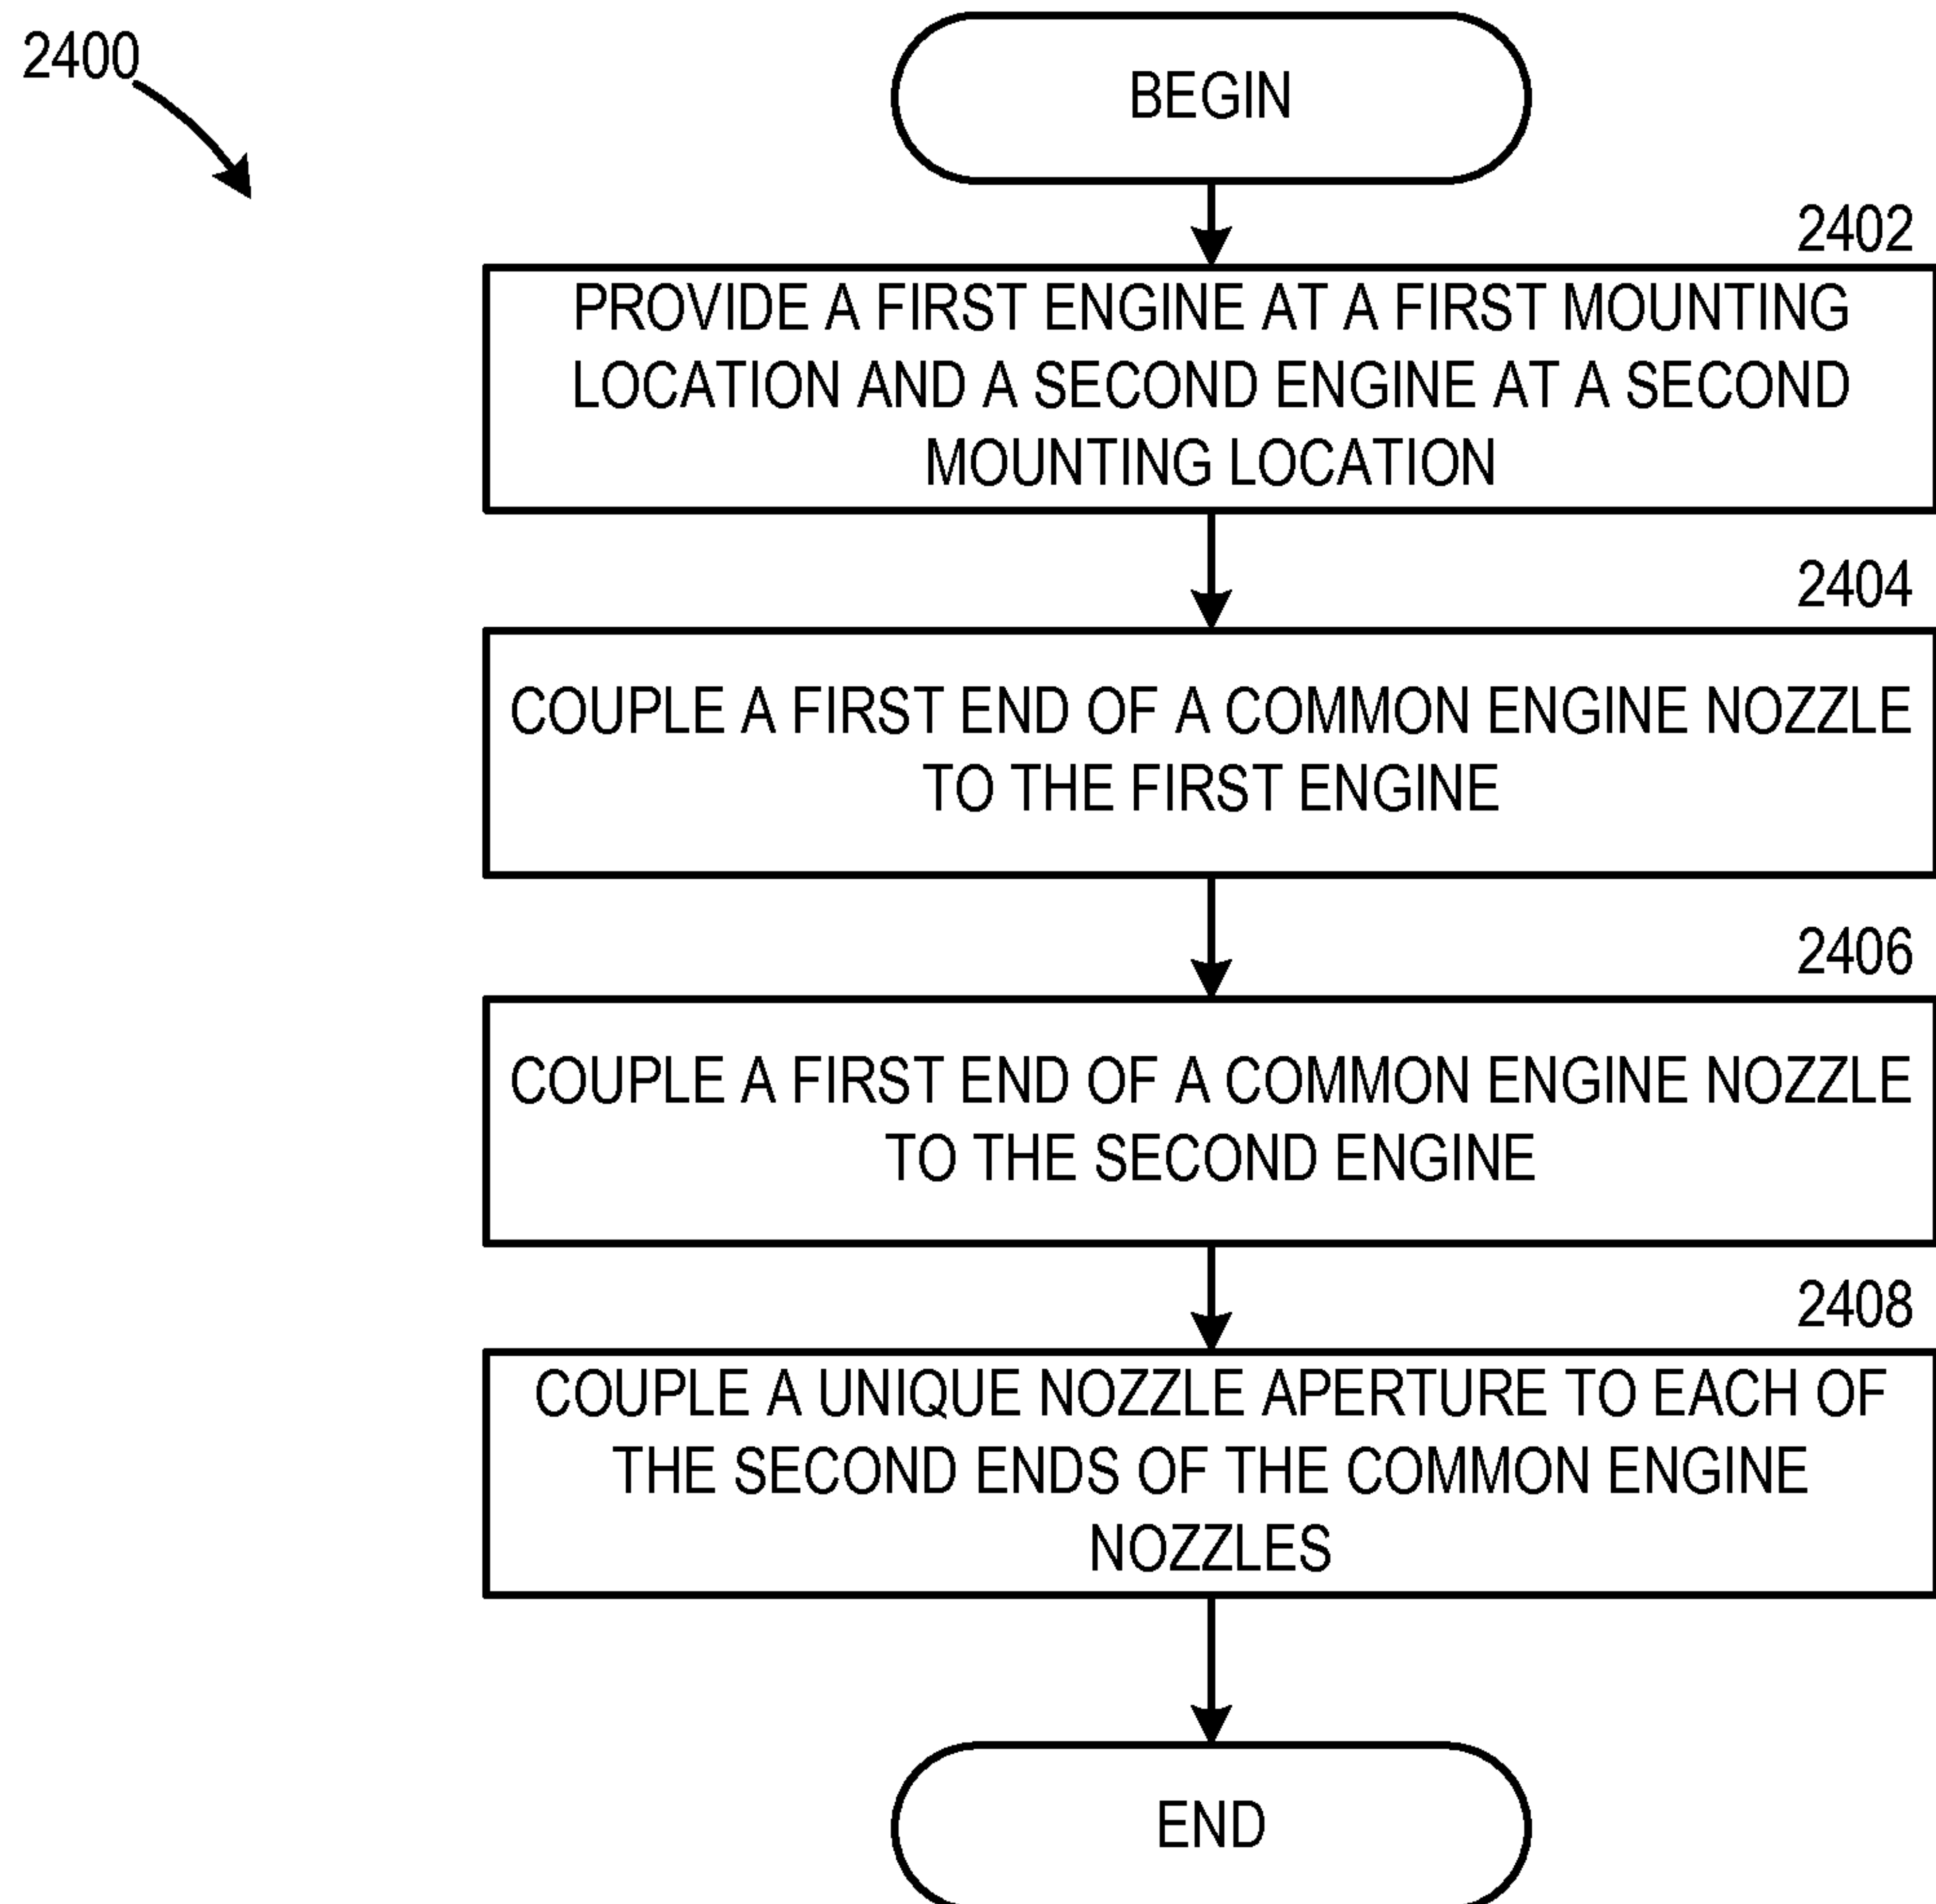 2400
BEGIN
2402
PROVIDE A FIRST ENGINE AT A FIRST MOUNTING
LOCATION AND A SECOND ENGINE AT A SECOND
MOUNTING LOCATION
2404
COUPLE A FIRST END OF A COMMON ENGINE NOZZLE
TO THE FIRST ENGINE
2406
COUPLE A FIRST END OF A COMMON ENGINE NOZZLE
TO THE SECOND ENGINE
2408
COUPLE A UNIQUE NOZZLE APERTURE TO EACH OF
THE SECOND ENDS OF THE COMMON ENGINE
NOZZLES
END